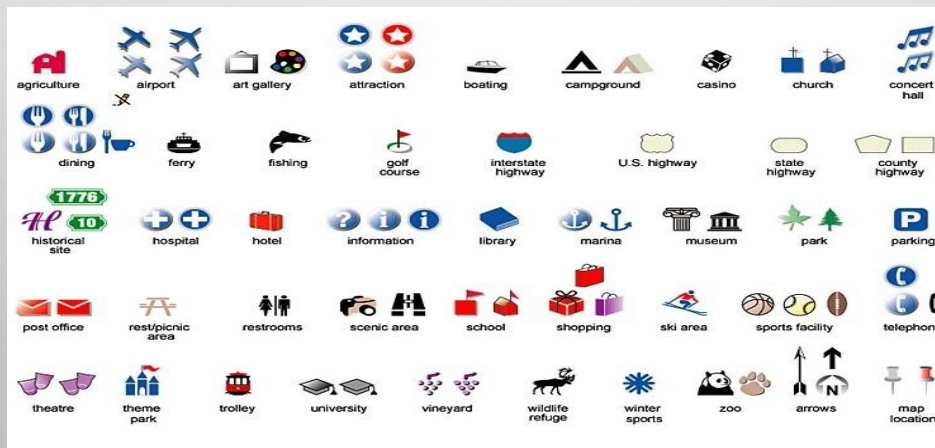 agriculture airport art gallery attraction boating campground casino church concert hall
dining ferry fishing golf course interstate highway U.S. highway state highway county highway
1776
H 10
historical site hospital hotel ? i i information library marina museum park P parking
post office rest/picnic area restrooms scenic area school shopping ski area sports facility telephon
theatre theme park trolley university vineyard wildlife refuge winter sports zoo N arrows map location